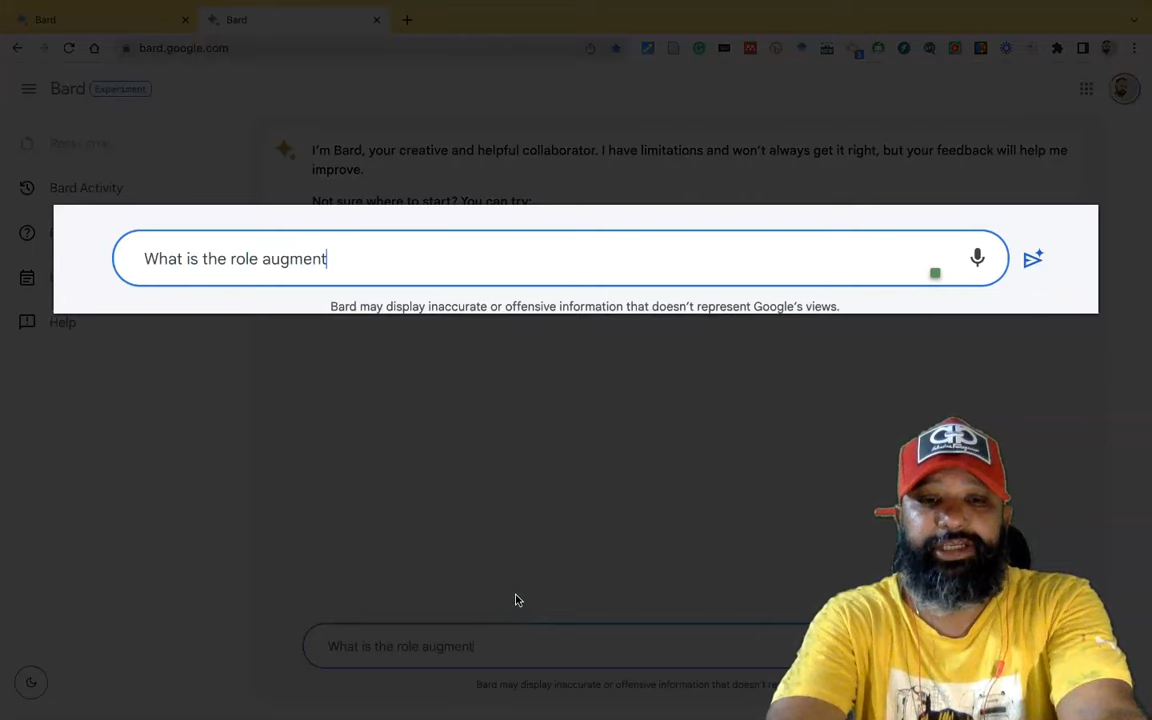 Bard
Bard
bard.google.com
Bard Experiment
I'm Bard, your creative and helpful collaborator. I have limitations and won't always get it right, but your feedback will help me
improve.
Bard Activity
Not sure where to start? You can try:
What is the role augment
Bard may display inaccurate or offensive information that doesn't represent Google's views.
Help
What is the role augment
Bard may display inaccurate or offensive information that doesn't